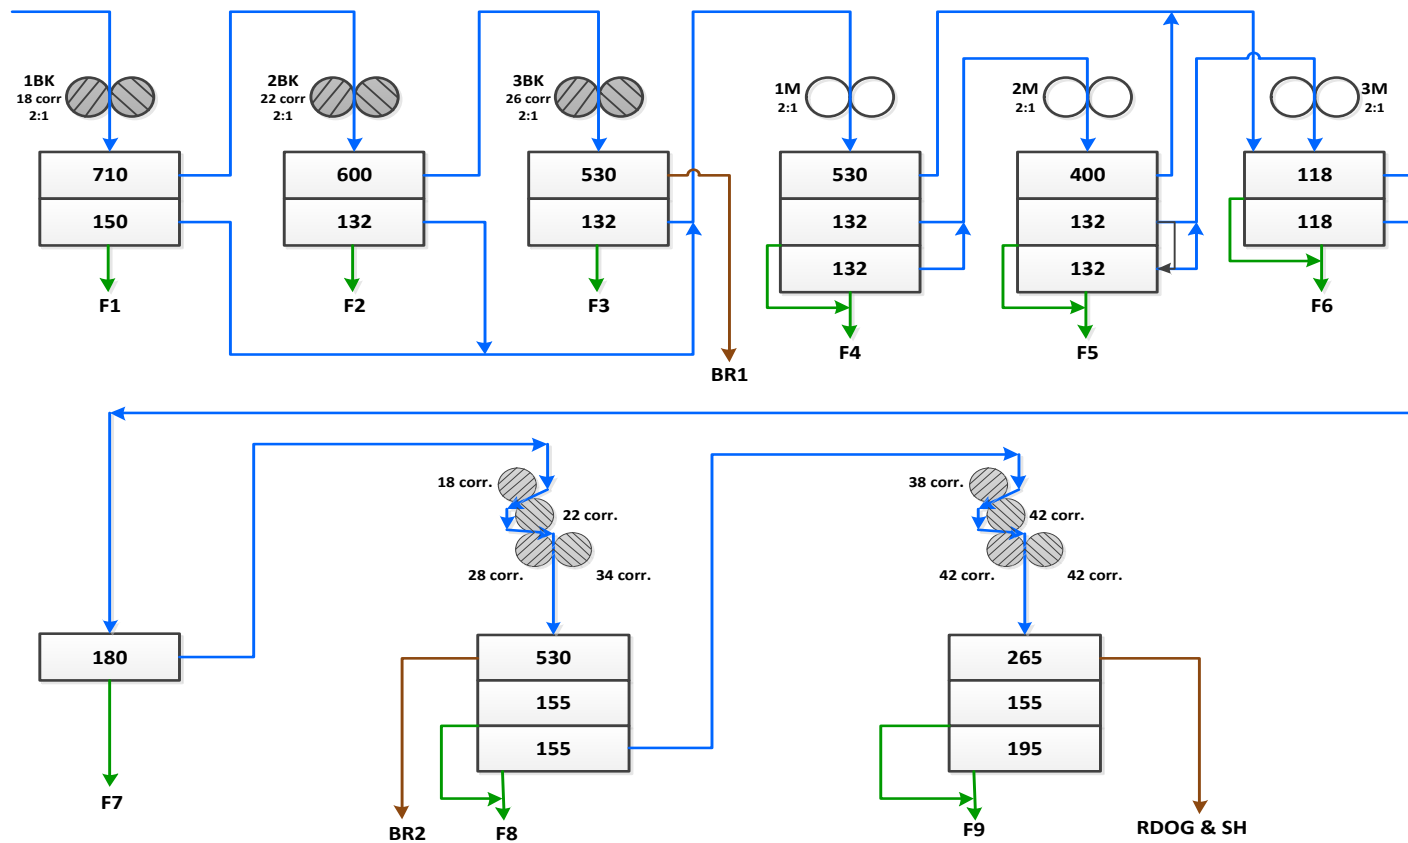 1BK
18 corr
2:1
2BK
22 corr
2:1
3BK
26 corr
2:1
1M
2:1
2M
2:1
3M
2:1
710
150
600
132
530
132
530
132
132
400
132
132
118
118
F1
F2
F3
F4
F5
F6
BR1
18 corr.
22 corr.
28 corr.
34 corr.
38 corr.
42 corr.
42 corr.
42 corr.
180
530
155
155
265
155
195
F7
BR2
F8
F9
RDOG & SH